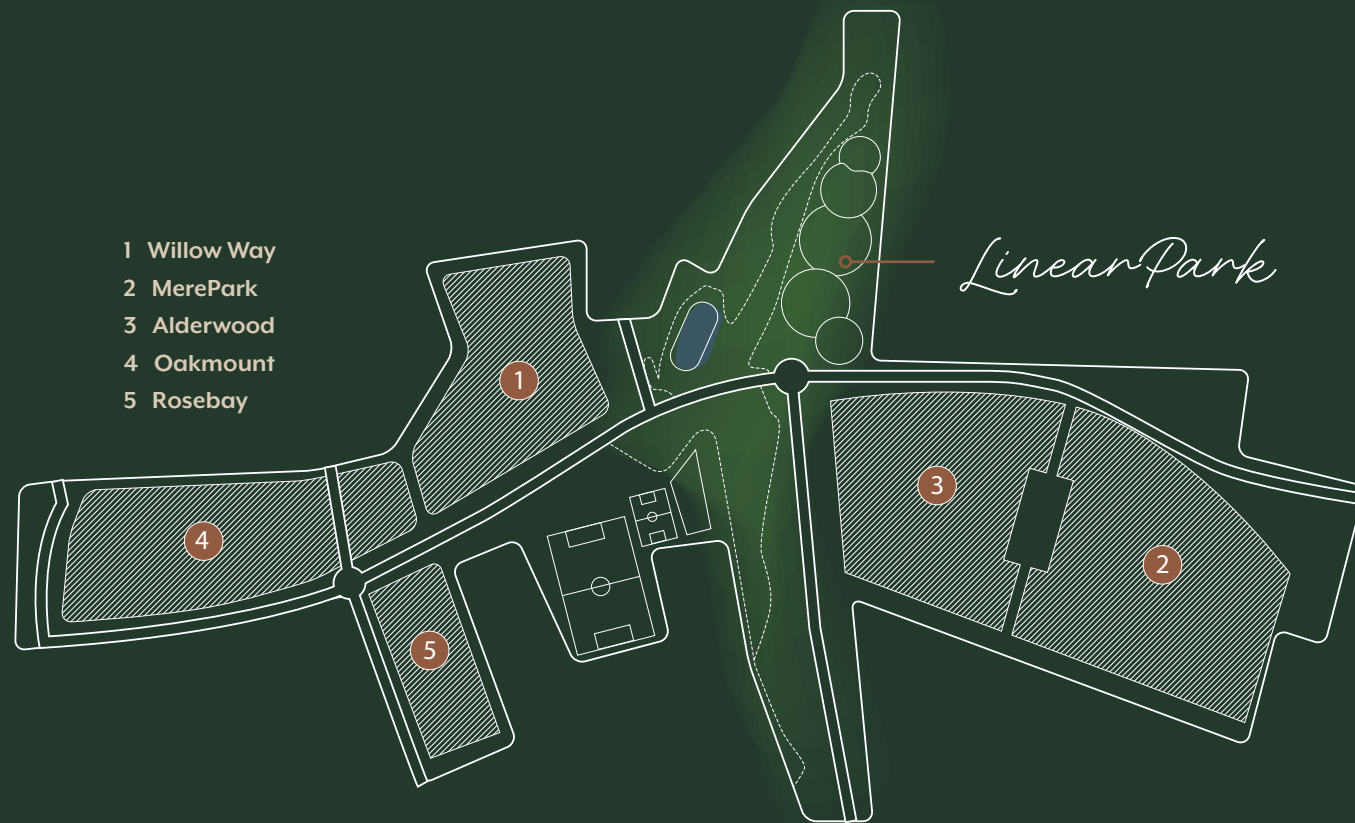 1 Willow Way
2 MerePark
3 Alderwood
4 Oakmount
5 Rosebay
LinearPark
1
3
4
2
5